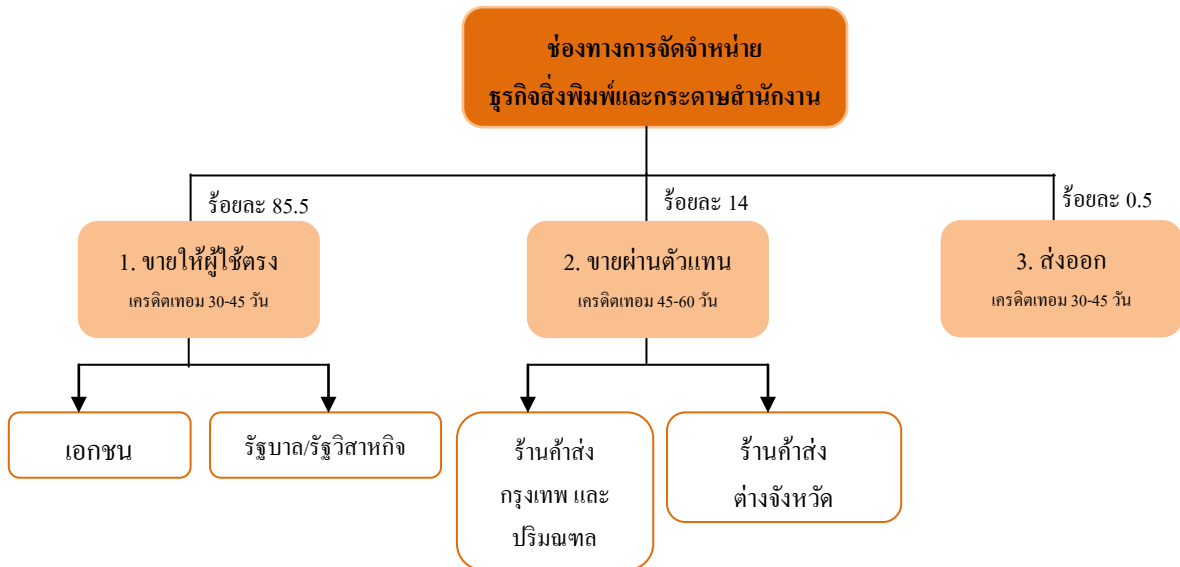 ช่องทางการจัดจำหน่าย
ธุรกิจสิ่งพิมพ์และกระดาษสำนักงาน
ร้อยละ 85.5
ร้อยละ 14
ร้อยละ 0.5
1. ขายให้ผู้ใช้ตรง
เครดิตเทอม 30-45 วัน
2. ขายผ่านตัวแทน
เครดิตเทอม 45-60 วัน
3. ส่งออก
เครดิตเทอม 30-45 วัน
เอกชน
รัฐบาล/รัฐวิสาหกิจ
ร้านค้าส่ง
กรุงเทพ และ
ปริมณฑล
ร้านค้าส่ง
ต่างจังหวัด